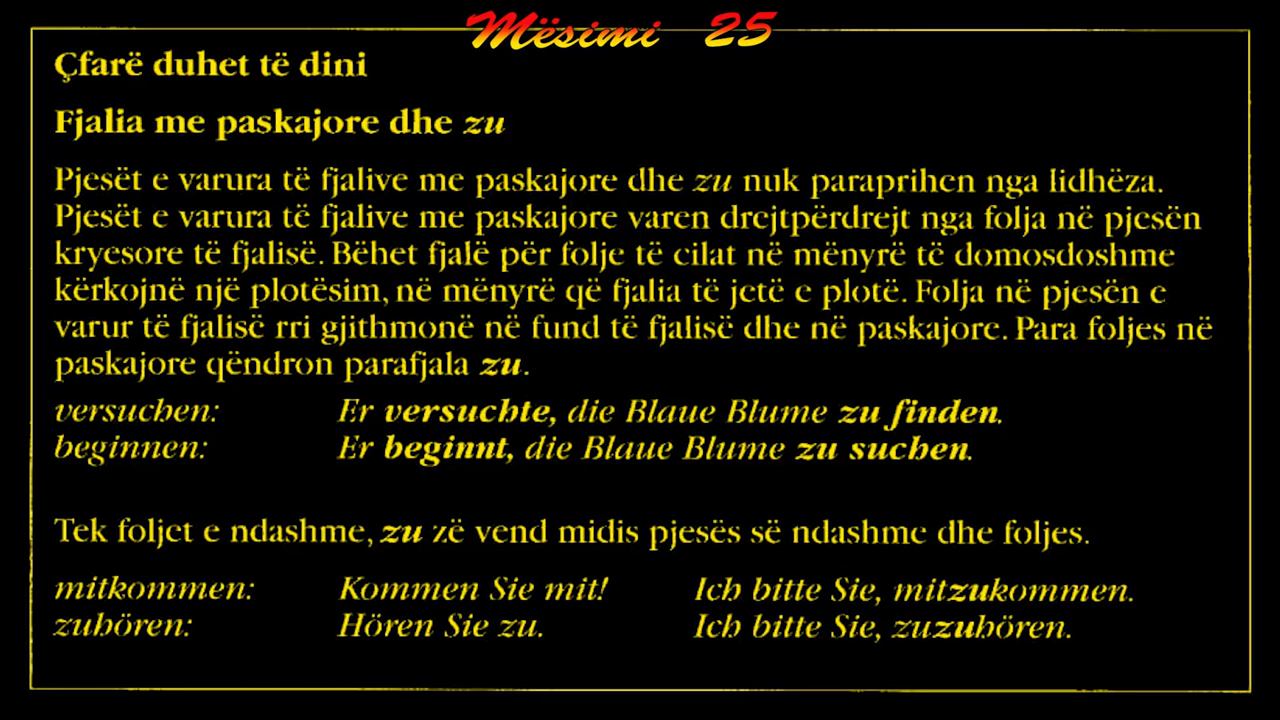 Mësimi 25
Çfarë duhet të dini
Fjalia me paskajore dhe zu
Pjesët e varura të fjalive me paskajore dhe zu nuk paraprihen nga lidhëza.
Pjesët e varura të fjalive me paskajore varen drejtpërdrejt nga folja në pjesën
kryesore të fjalisë. Bëhet fjalë për folje të cilat në mënyrë të domosdoshme
kërkojnë një plotësim, në mënyrë që fjalia të jetë e plotë. Folja në pjesën e
varur të fjalisë rri gjithmonë në fund të fjalisë dhe në paskajore. Para foljes në
paskajore qëndron parafjala zu.
versuchen: Er versuchte, die Blaue Blume zu finden.
beginnen: Er beginnt, die Blaue Blume zu suchen.
Tek foljet e ndashme, zu zë vend midis pjesës së ndashme dhe foljes.
mitkommen: Kommen Sie mit! Ich bitte Sie, mitzukommen.
zuhören: Hören Sie zu. Ich bitte Sie, zuzuhören.